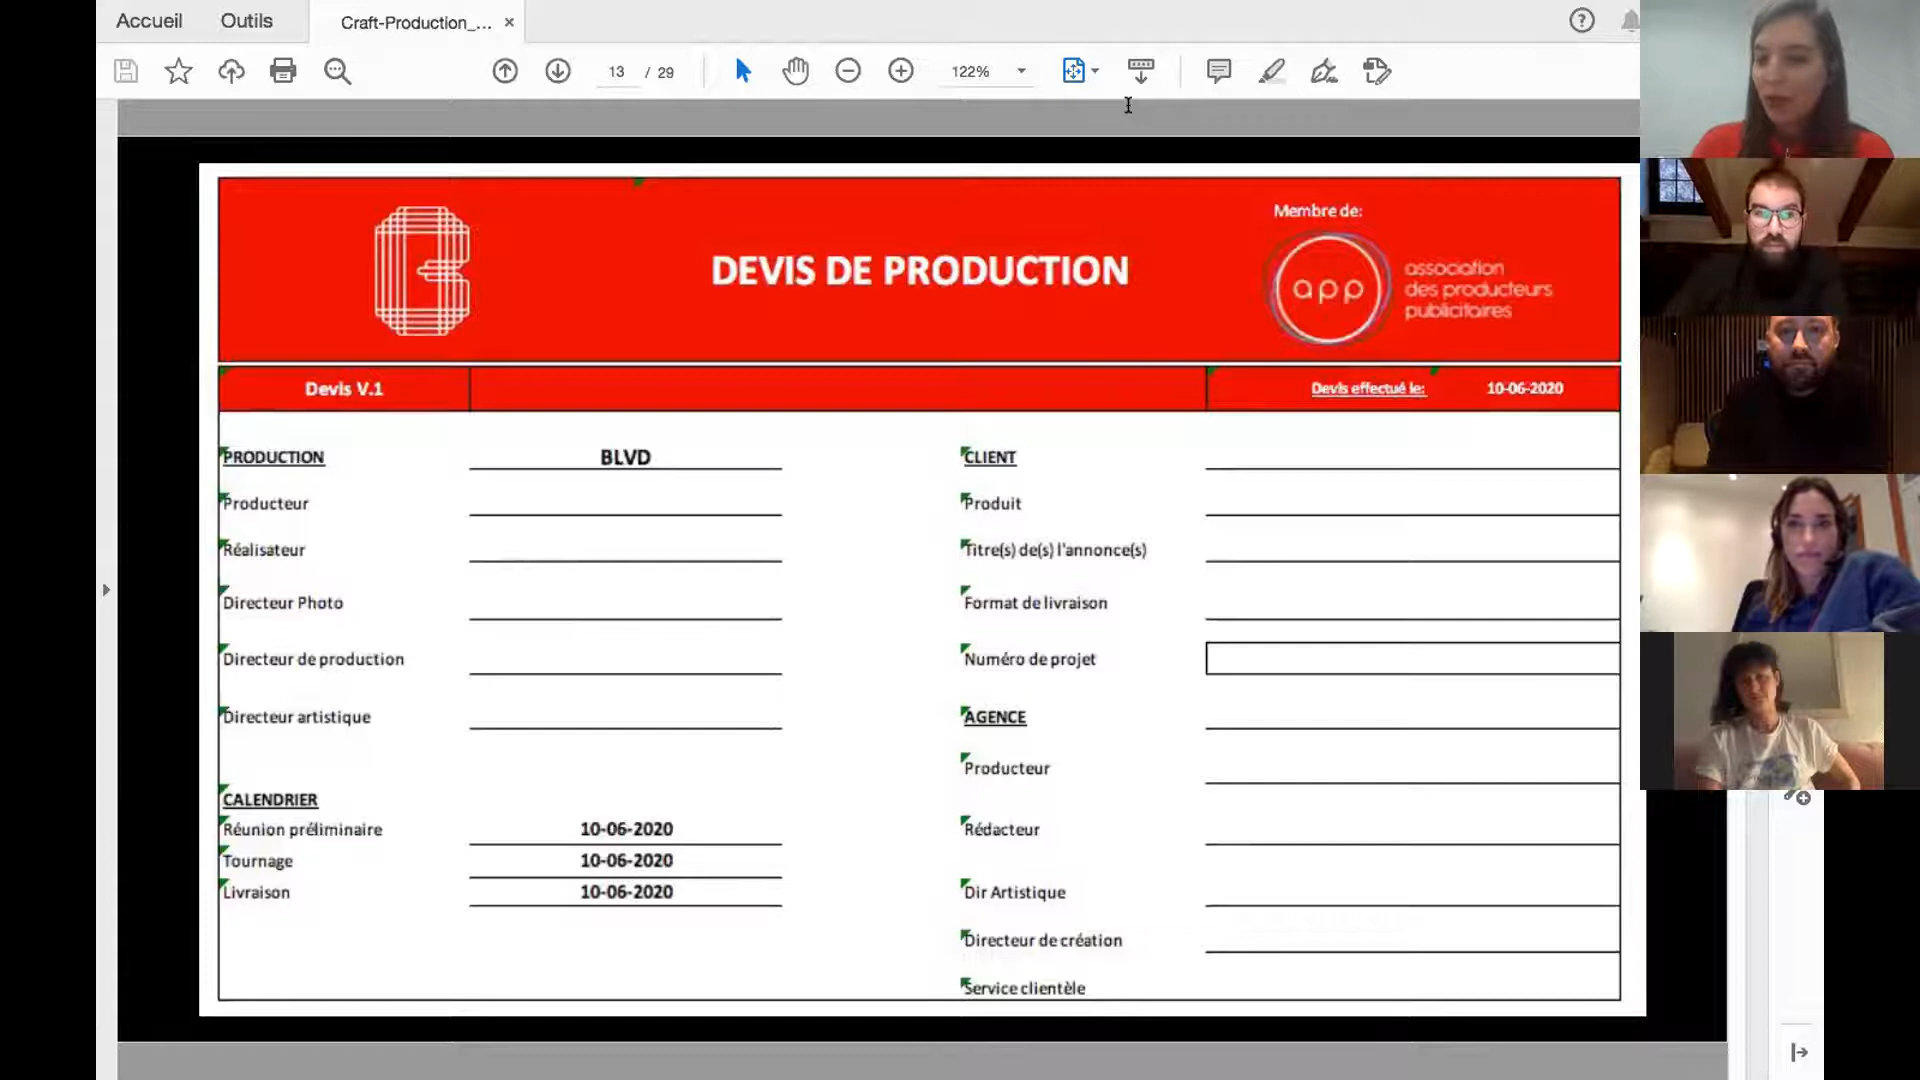 Accueil
Outils
Craft-Production_...
13 / 29
122%
Membre de:
DEVIS DE PRODUCTION
app
association
des producteurs
publicitaires
Devis V.1
Devis effectué le: 10-06-2020
PRODUCTION BLVD
Producteur
Réalisateur
Directeur Photo
Directeur de production
Directeur artistique
CALENDRIER
Réunion préliminaire 10-06-2020
Tournage 10-06-2020
Livraison 10-06-2020
CLIENT
Produit
Titre(s) de(s) l'annonce(s)
Format de livraison
Numéro de projet
AGENCE
Producteur
Rédacteur
Dir Artistique
Directeur de création
Service clientèle